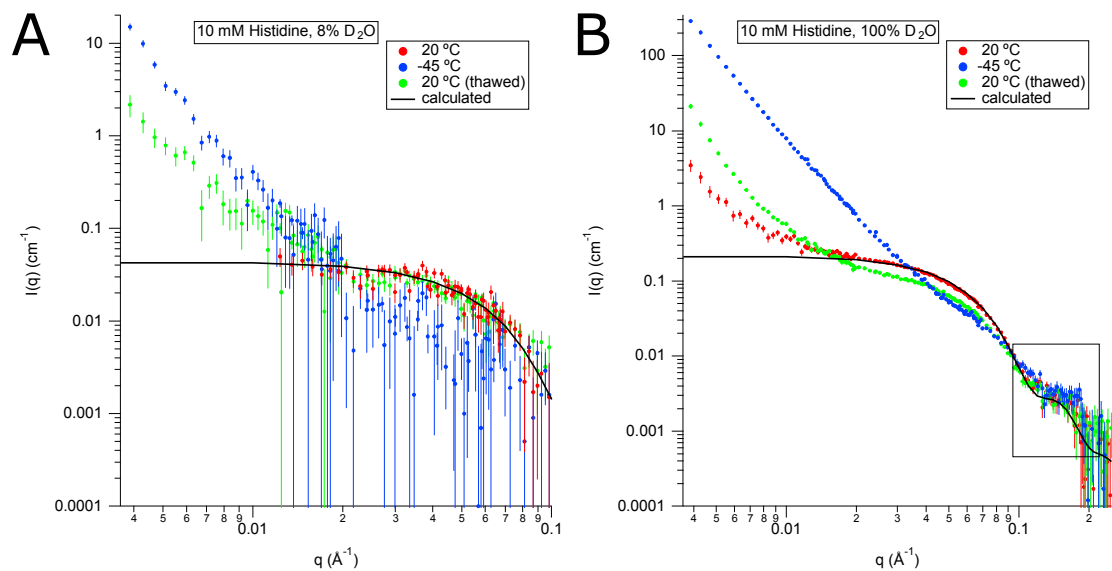 A
10 mM Histidine, 8% D₂O
20 ºC
-45 ºC
20 ºC (thawed)
calculated
I(q) (cm⁻¹)
10
1
0.1
0.01
0.001
0.0001
4 5 6 7 8 9 0.01 2 3 4 5 6 7 8 9 0.1
q (Å⁻¹)
B
10 mM Histidine, 100% D₂O
20 ºC
-45 ºC
20 ºC (thawed)
calculated
I(q) (cm⁻¹)
100
10
1
0.1
0.01
0.001
0.0001
4 5 6 7 8 9 0.01 2 3 4 5 6 7 8 9 0.1 2
q (Å⁻¹)